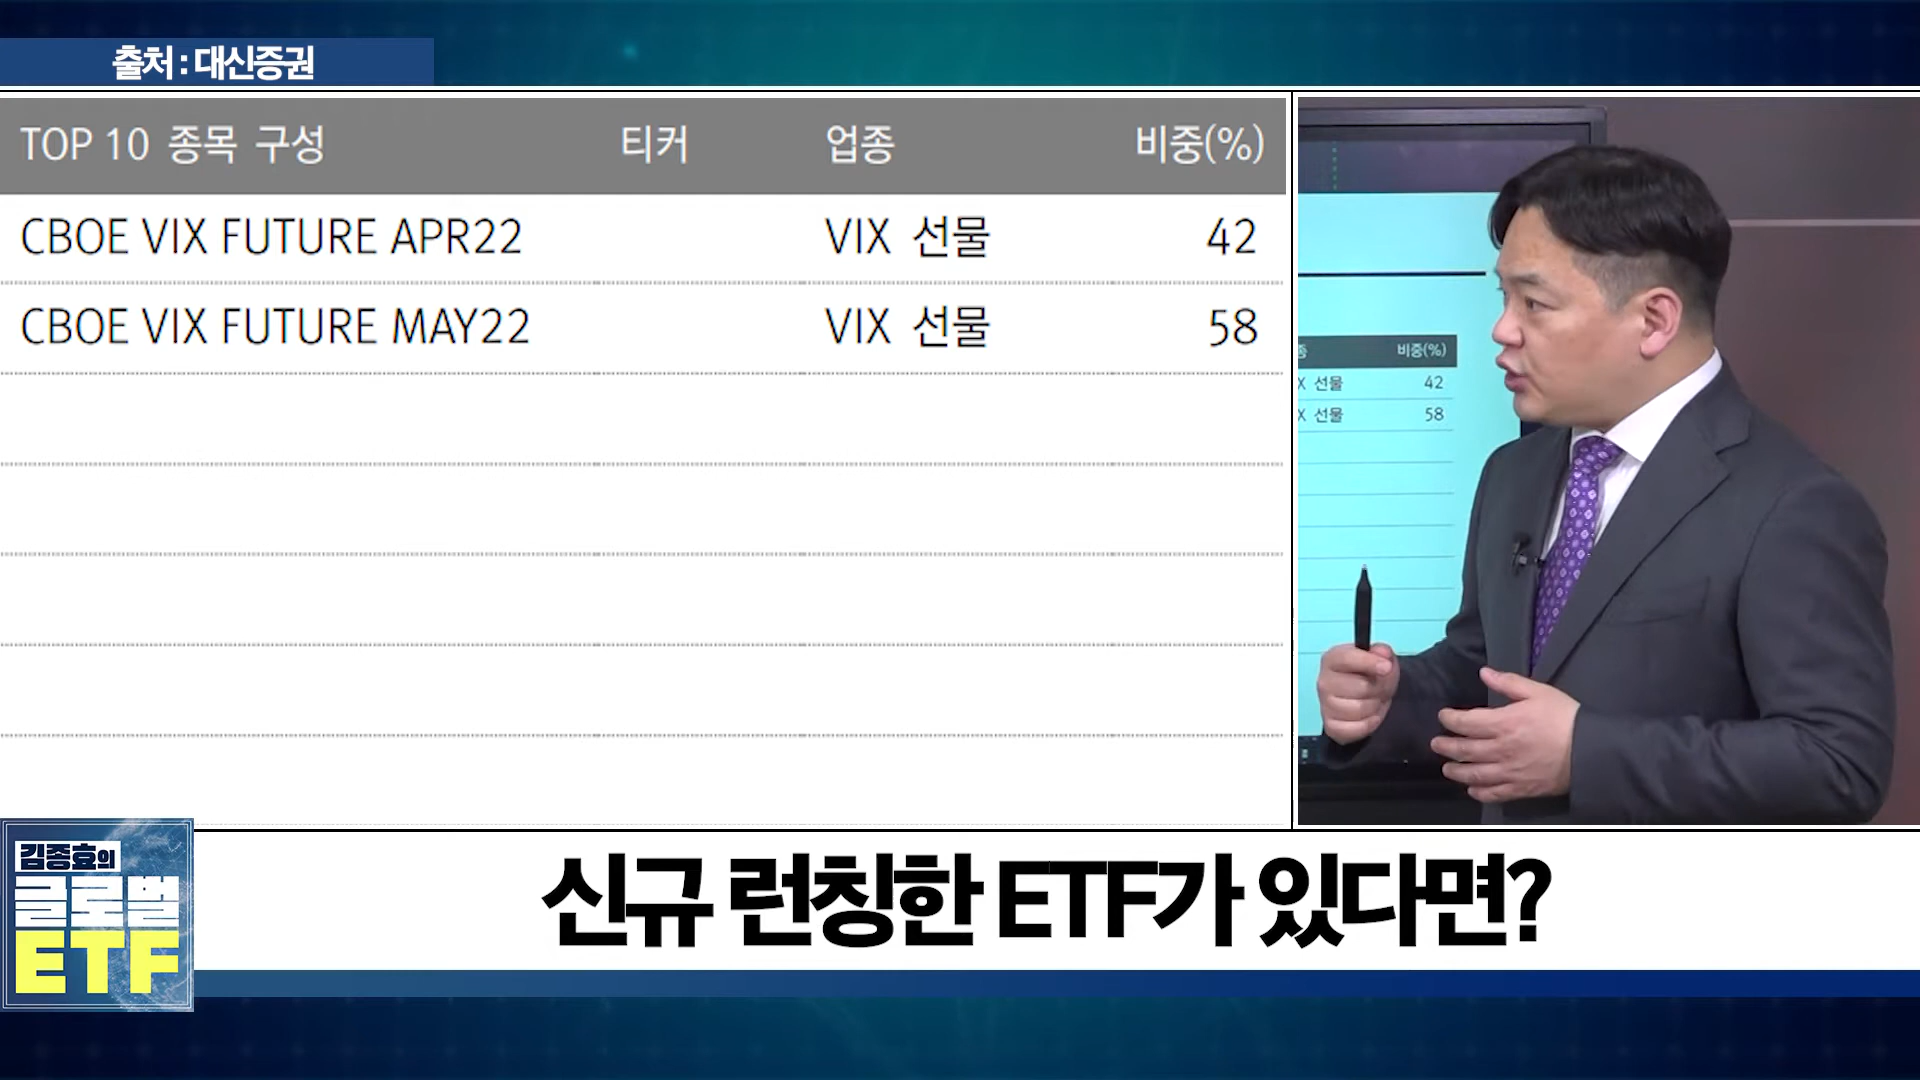 출처 : 대신증권
TOP 10 종목 구성 티커 업종 비중(%)
CBOE VIX FUTURE APR22 VIX 선물 42
CBOE VIX FUTURE MAY22 VIX 선물 58
종 비중(%)
X 선물 42
X 선물 58
김종효의
글로벌
ETF
신규 런칭한 ETF가 있다면?